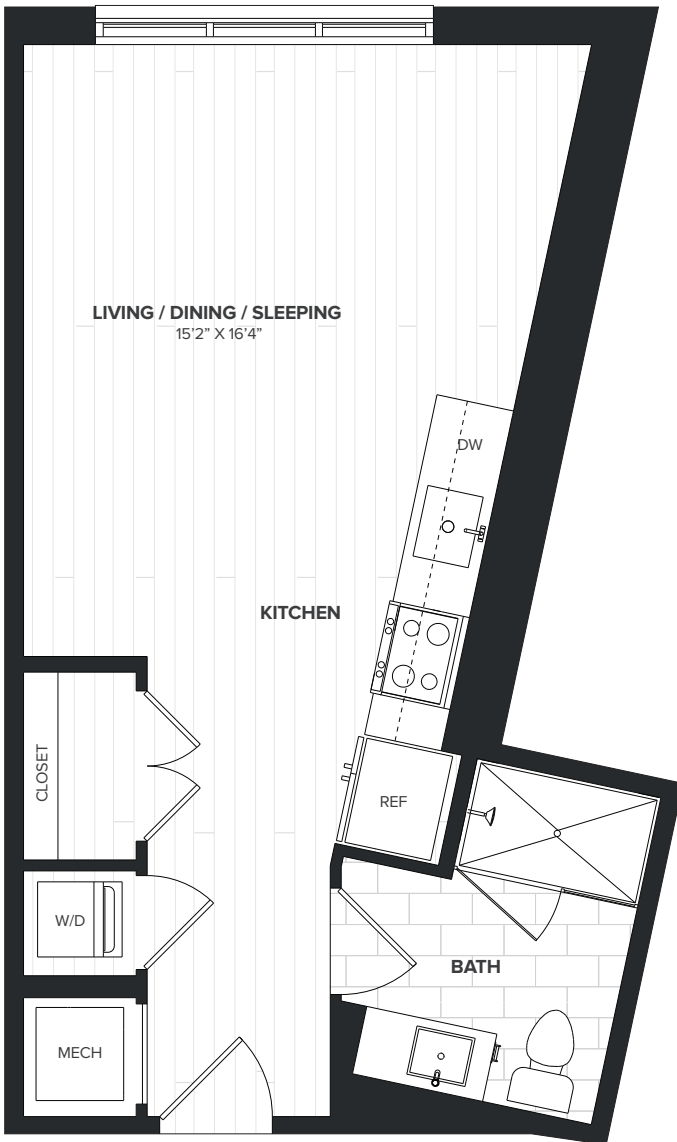 LIVING / DINING / SLEEPING
15’2” X 16’4”
DW
KITCHEN
CLOSET
REF
W/D
BATH
MECH